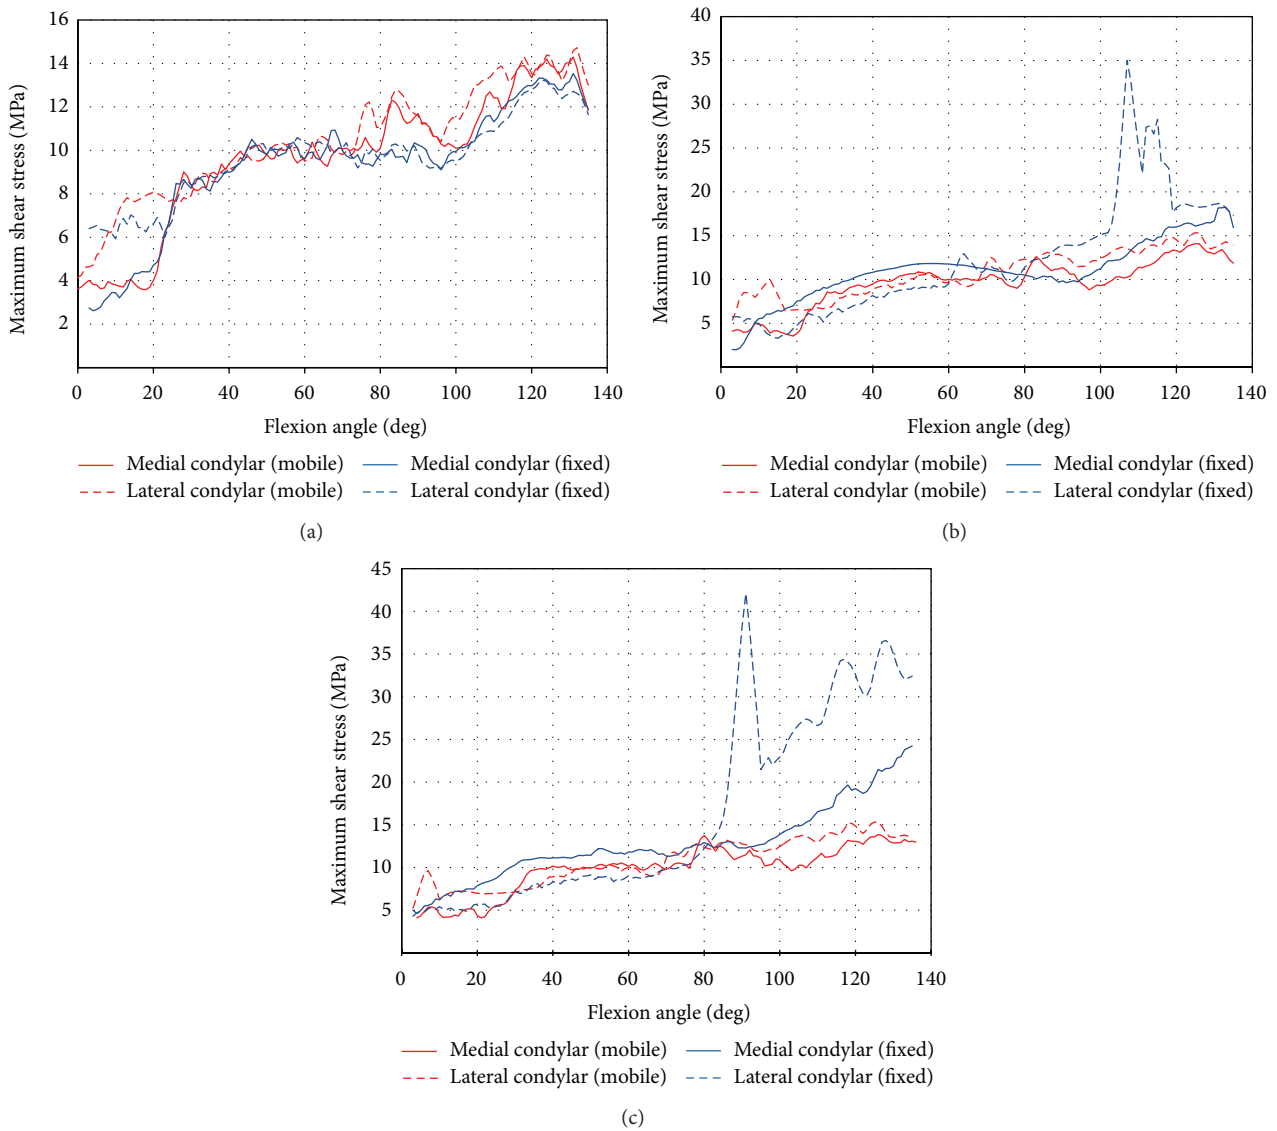 16
14
12
10
8
6
4
2
Maximum shear stress (MPa)
0 20 40 60 80 100 120 140
Flexion angle (deg)
Medial condylar (mobile) Medial condylar (fixed)
Lateral condylar (mobile) Lateral condylar (fixed)
(a)
40
35
30
25
20
15
10
5
Maximum shear stress (MPa)
0 20 40 60 80 100 120 140
Flexion angle (deg)
Medial condylar (mobile) Medial condylar (fixed)
Lateral condylar (mobile) Lateral condylar (fixed)
(b)
45
40
35
30
25
20
15
10
5
Maximum shear stress (MPa)
0 20 40 60 80 100 120 140
Flexion angle (deg)
Medial condylar (mobile) Medial condylar (fixed)
Lateral condylar (mobile) Lateral condylar (fixed)
(c)